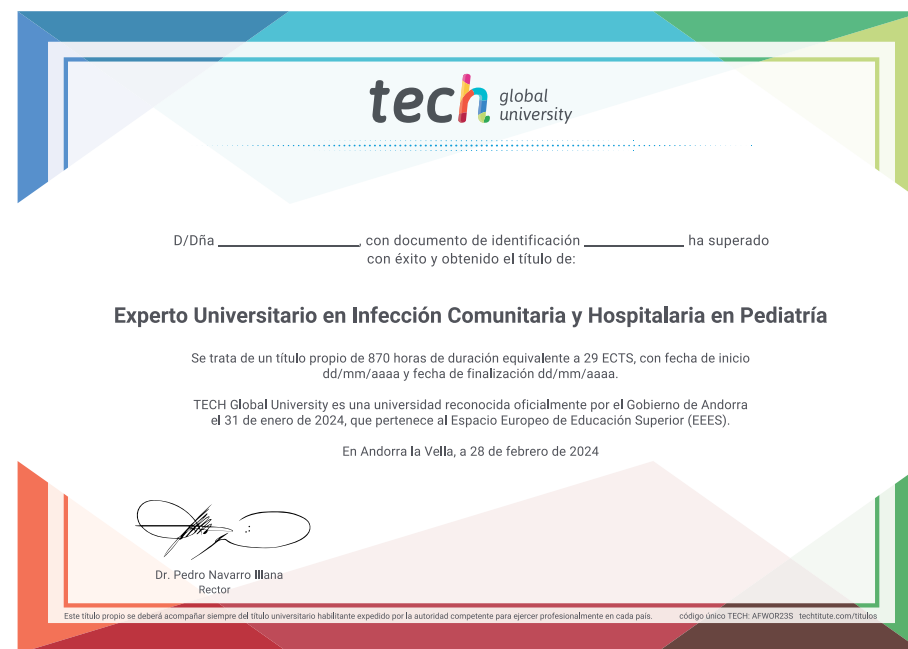 tech global university
D/Dña ______________, con documento de identificación __________ ha superado
con éxito y obtenido el título de:
Experto Universitario en Infección Comunitaria y Hospitalaria en Pediatría
Se trata de un título propio de 870 horas de duración equivalente a 29 ECTS, con fecha de inicio
dd/mm/aaaa y fecha de finalización dd/mm/aaaa.
TECH Global University es una universidad reconocida oficialmente por el Gobierno de Andorra
el 31 de enero de 2024, que pertenece al Espacio Europeo de Educación Superior (EEES).
En Andorra la Vella, a 28 de febrero de 2024
Dr. Pedro Navarro Illana
Rector
Este título propio se deberá acompañar siempre del título universitario habilitante expedido por la autoridad competente para ejercer profesionalmente en cada país. código único TECH: AFWOR23S techtitute.com/titulos